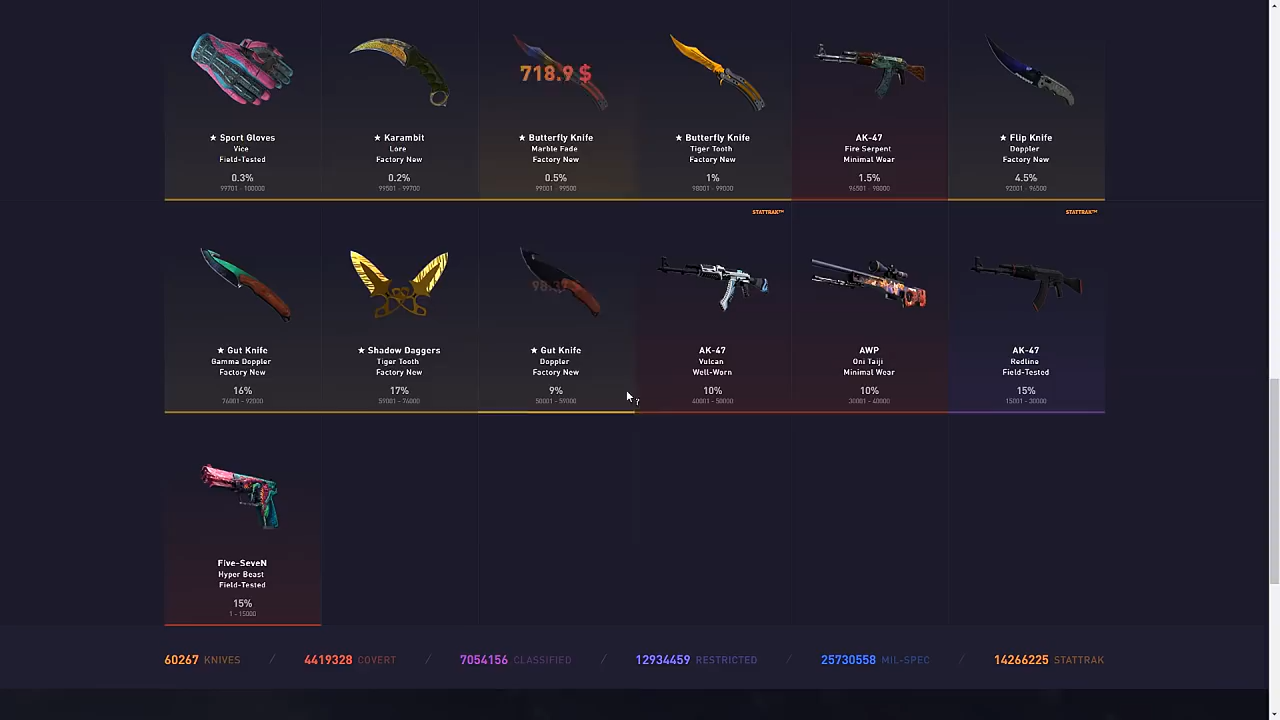 718.9 $
★ Sport Gloves
Vice
Field-Tested
0.3%
99701 - 100000
★ Karambit
Lore
Factory New
0.2%
99501 - 99700
★ Butterfly Knife
Marble Fade
Factory New
0.5%
99001 - 99500
★ Butterfly Knife
Tiger Tooth
Factory New
1%
98001 - 99000
AK-47
Fire Serpent
Minimal Wear
1.5%
96501 - 98000
★ Flip Knife
Doppler
Factory New
4.5%
92001 - 96500
★ Gut Knife
Gamma Doppler
Factory New
16%
76001 - 92000
★ Shadow Daggers
Tiger Tooth
Factory New
17%
59001 - 76000
★ Gut Knife
Doppler
Factory New
9%
50001 - 59000
STATTRAK™
AK-47
Vulcan
Well-Worn
10%
40001 - 50000
AWP
Oni Taiji
Minimal Wear
10%
30001 - 40000
STATTRAK™
AK-47
Redline
Field-Tested
15%
15001 - 30000
Five-SeveN
Hyper Beast
Field-Tested
15%
1 - 15000
60267 KNIVES / 4419328 COVERT / 7054156 CLASSIFIED / 12934459 RESTRICTED / 25730558 MIL-SPEC / 14266225 STATTRAK